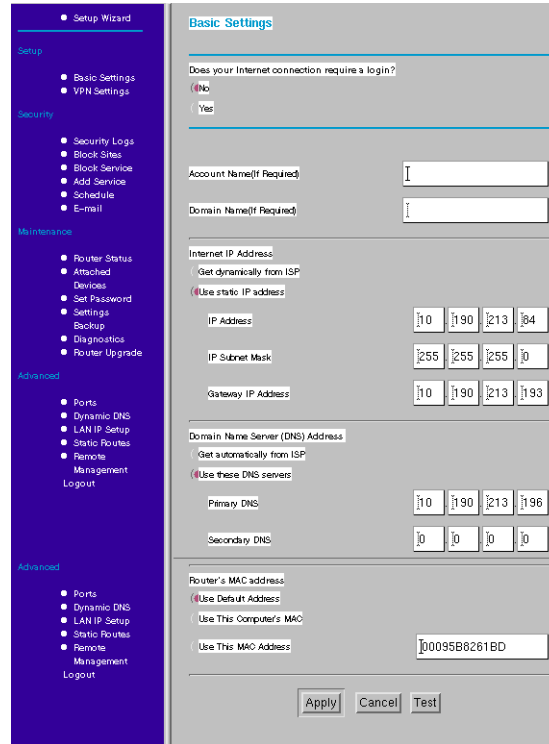 Setup Wizard
Setup
Basic Settings
VPN Settings
Security
Security Logs
Block Sites
Block Service
Add Service
Schedule
E-mail
Maintenance
Router Status
Attached
Devices
Set Password
Settings
Backup
Diagnostics
Router Upgrade
Advanced
Ports
Dynamic DNS
LAN IP Setup
Static Routes
Remote
Management
Logout
Advanced
Ports
Dynamic DNS
LAN IP Setup
Static Routes
Remote
Management
Logout
Basic Settings
Does your Internet connection require a login?
No
Yes
Account Name(If Required)
Domain Name(If Required)
Internet IP Address
Get dynamically from ISP
Use static IP address
IP Address 10 . 190 . 213 . 84
IP Subnet Mask 255 . 255 . 255 . 0
Gateway IP Address 10 . 190 . 213 . 193
Domain Name Server (DNS) Address
Get automatically from ISP
Use these DNS servers
Primary DNS 10 . 190 . 213 . 196
Secondary DNS 0 . 0 . 0 . 0
Router's MAC address
Use Default Address
Use This Computer's MAC
Use This MAC Address 00095B8261BD
Apply Cancel Test